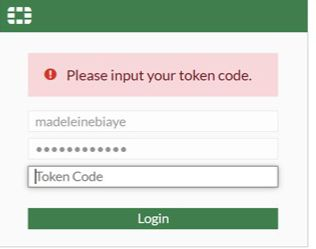 Please input your token code.
madeleinebiaye
••••••••••••
Token Code
Login